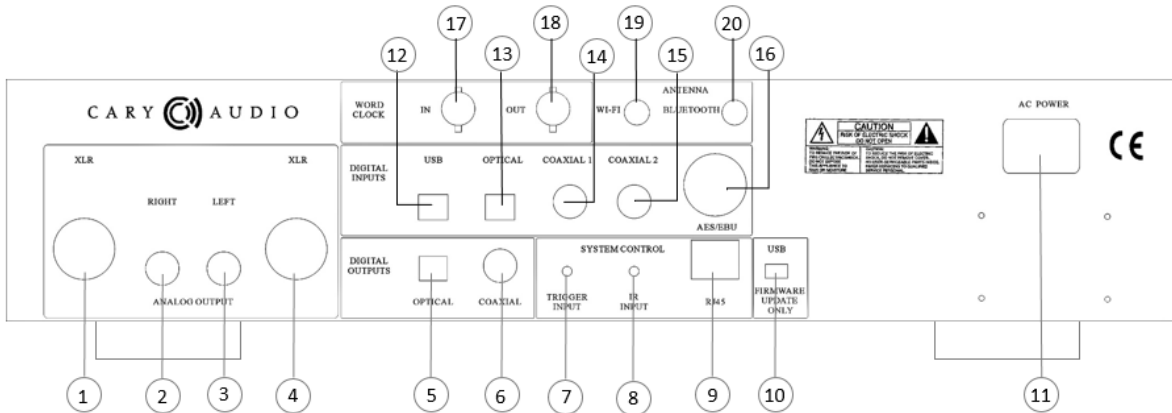 17
18
19
20
12
13
14
15
16
CARY AUDIO
WORD
CLOCK
IN
OUT
WI-FI
ANTENNA
BLUETOOTH
CAUTION
RISK OF ELECTRIC SHOCK
DO NOT OPEN
AC POWER
CE
XLR
XLR
RIGHT
LEFT
ANALOG OUTPUT
DIGITAL
INPUTS
USB
OPTICAL
COAXIAL 1
COAXIAL 2
AES/EBU
DIGITAL
OUTPUTS
OPTICAL
COAXIAL
SYSTEM CONTROL
TRIGGER
INPUT
IR
INPUT
RJ45
USB
FIRMWARE
UPDATE
ONLY
1
2
3
4
5
6
7
8
9
10
11